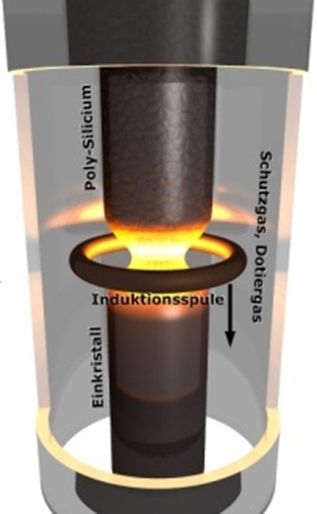 Poly-Silicium
Schutzgas, Dotiergas
Induktionsspule
Einkristall